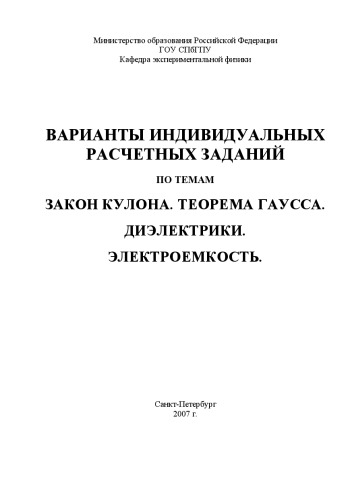 Министерство образования Российской Федерации
ГОУ СПбГПУ
Кафедра экспериментальной физики
ВАРИАНТЫ ИНДИВИДУАЛЬНЫХ
РАСЧЕТНЫХ ЗАДАНИЙ
ПО ТЕМАМ
ЗАКОН КУЛОНА. ТЕОРЕМА ГАУССА.
ДИЭЛЕКТРИКИ.
ЭЛЕКТРОЕМКОСТЬ.
Санкт-Петербург
2007 г.